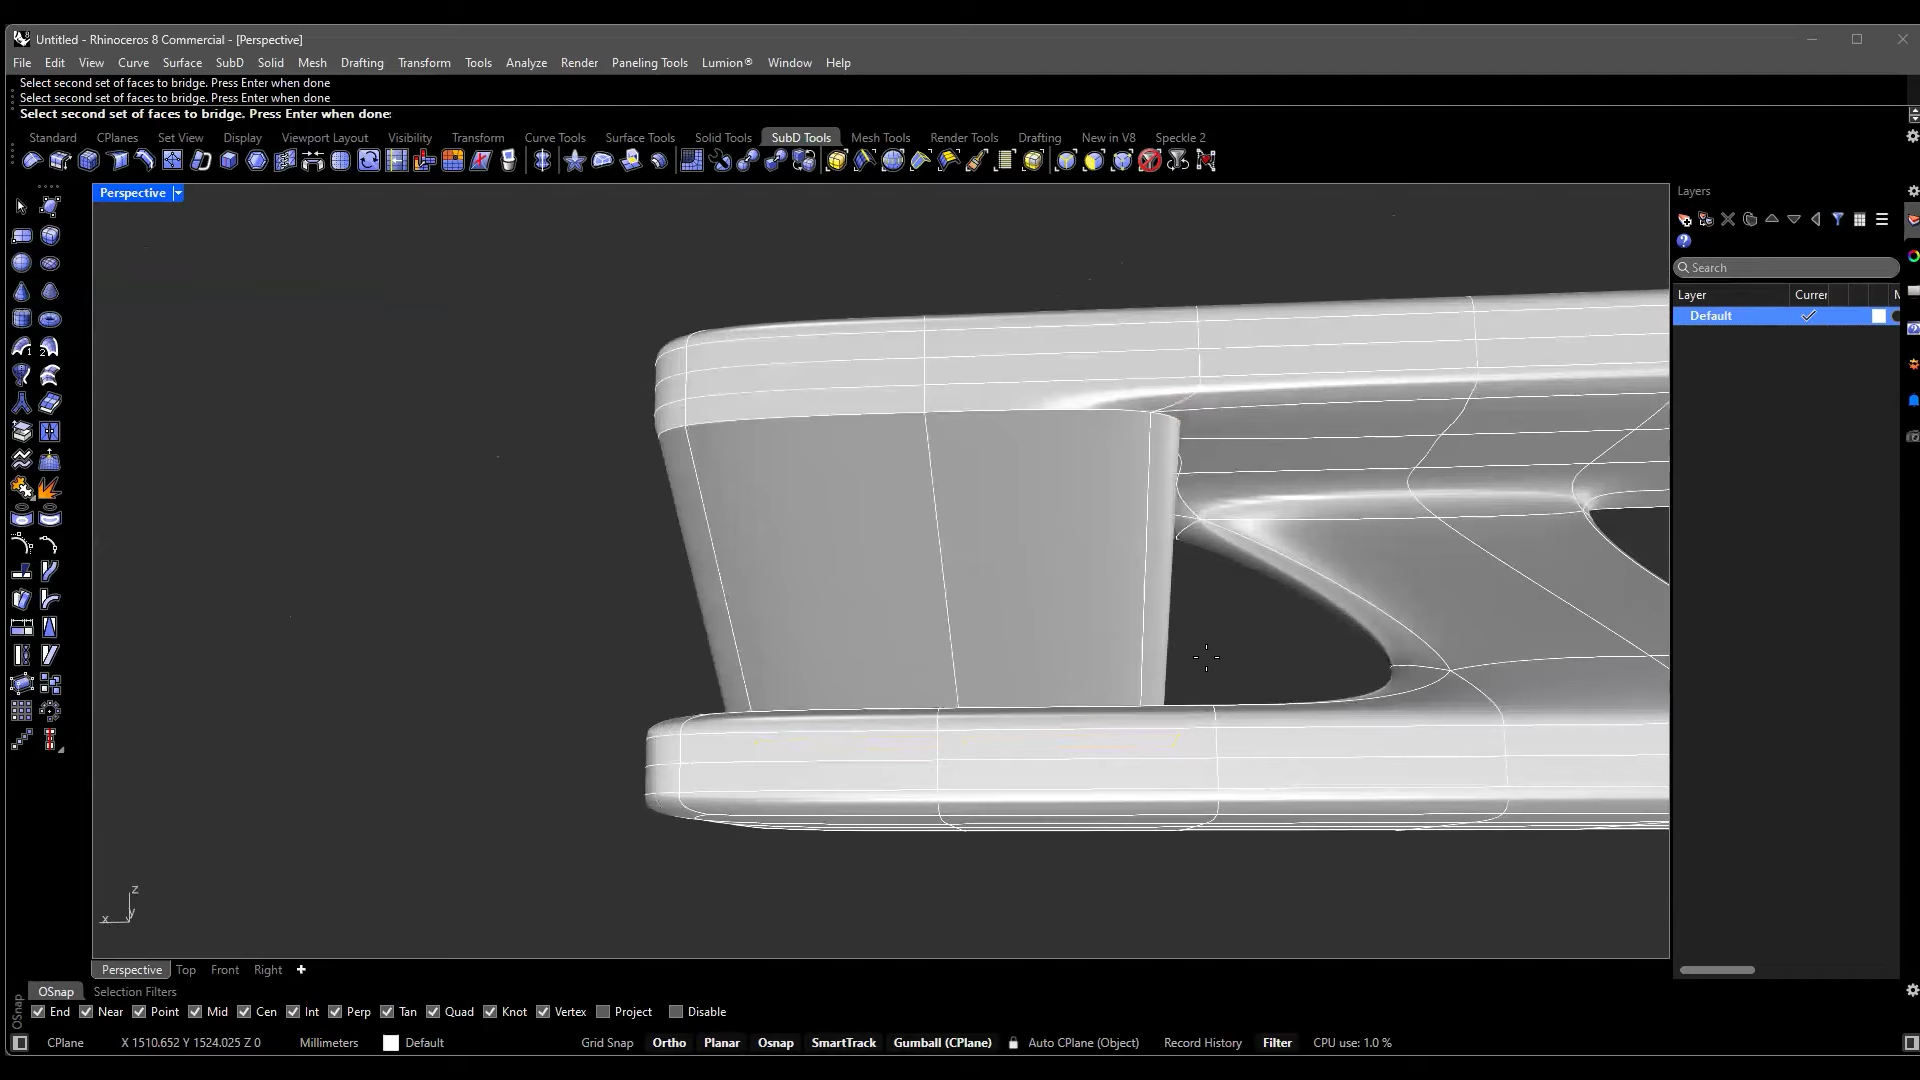 Untitled - Rhinoceros 8 Commercial - [Perspective]
File Edit View Curve Surface SubD Solid Mesh Drafting Transform Tools Analyze Render Paneling Tools Lumion® Window Help
Select second set of faces to bridge. Press Enter when done
Select second set of faces to bridge. Press Enter when done
Select second set of faces to bridge. Press Enter when done:
Standard CPlanes Set View Display Viewport Layout Visibility Transform Curve Tools Surface Tools Solid Tools SubD Tools Mesh Tools Render Tools Drafting New in V8 Speckle 2
Perspective
Layers
Search
Layer Currer
Default
z
x y
Perspective Top Front Right
OSnap Selection Filters
OSnap
End Near Point Mid Cen Int Perp Tan Quad Knot Vertex Project Disable
CPlane X 1510.652 Y 1524.025 Z 0 Millimeters Default Grid Snap Ortho Planar Osnap SmartTrack Gumball (CPlane) Auto CPlane (Object) Record History Filter CPU use: 1.0 %